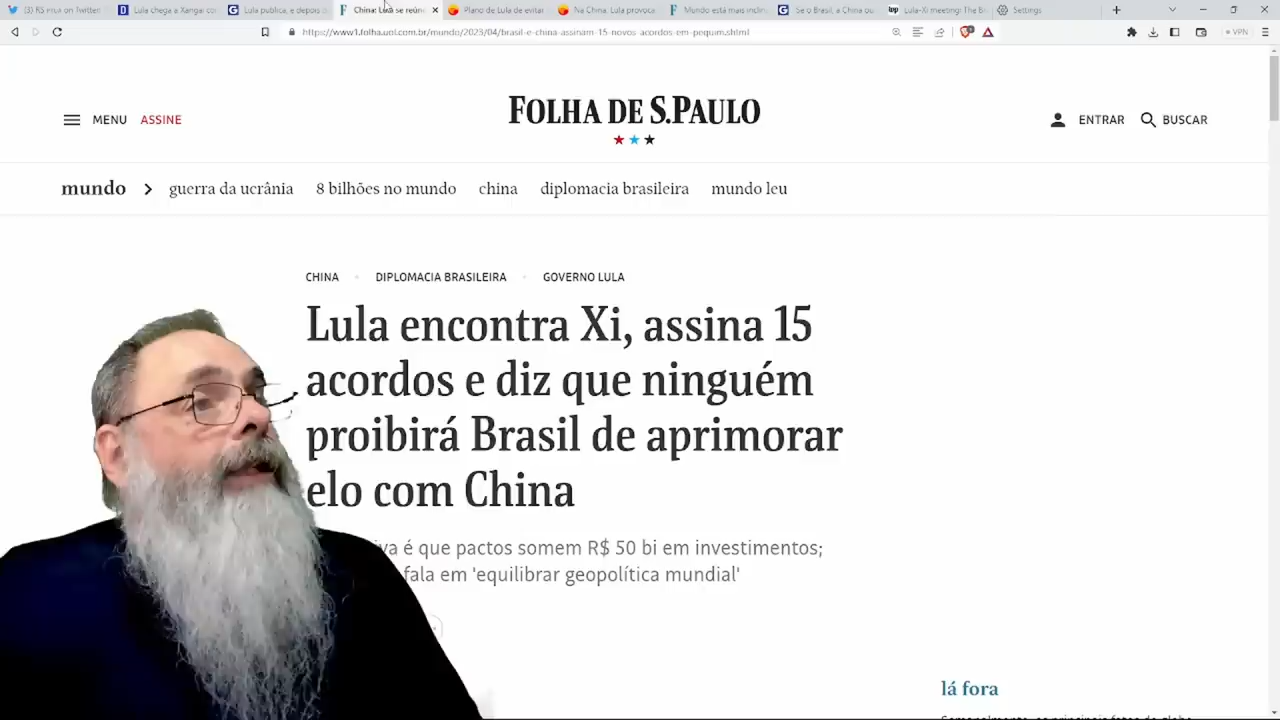 (3) RS Intur on Twitter
Lula chega a Xangai co
Lula publica, e depois d
China: Lula se reún
Plano de Lula de evitar
Na China, Lula provoca
Mundo está mais inclin
Se o Brasil, a China ou
Lula-Xi meeting: The B
Settings
https://www1.folha.uol.com.br/mundo/2023/04/brasil-e-china-assinam-15-novos-acordos-em-pequim.shtml
VPN
MENU ASSINE
FOLHA DE S.PAULO
ENTRAR BUSCAR
mundo guerra da ucrânia 8 bilhões no mundo china diplomacia brasileira mundo leu
CHINA DIPLOMACIA BRASILEIRA GOVERNO LULA
Lula encontra Xi, assina 15
acordos e diz que ninguém
proibirá Brasil de aprimorar
elo com China
é que pactos somem R$ 50 bi em investimentos;
fala em 'equilibrar geopolítica mundial'
lá fora